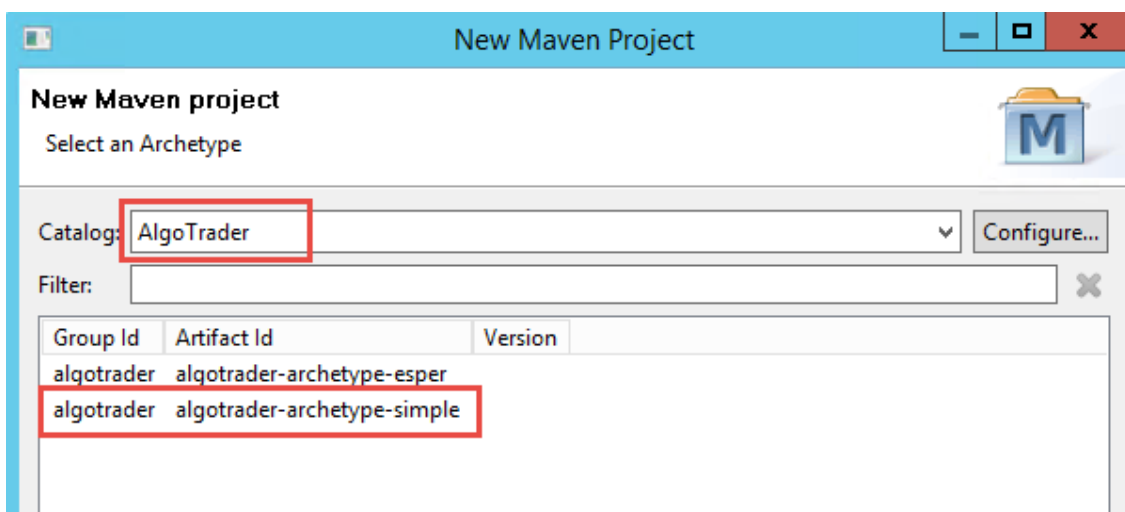 New Maven Project
New Maven project
Select an Archetype
M
Catalog: AlgoTrader Configure...
Filter:
Group Id Artifact Id Version
algotrader algotrader-archetype-esper
algotrader algotrader-archetype-simple